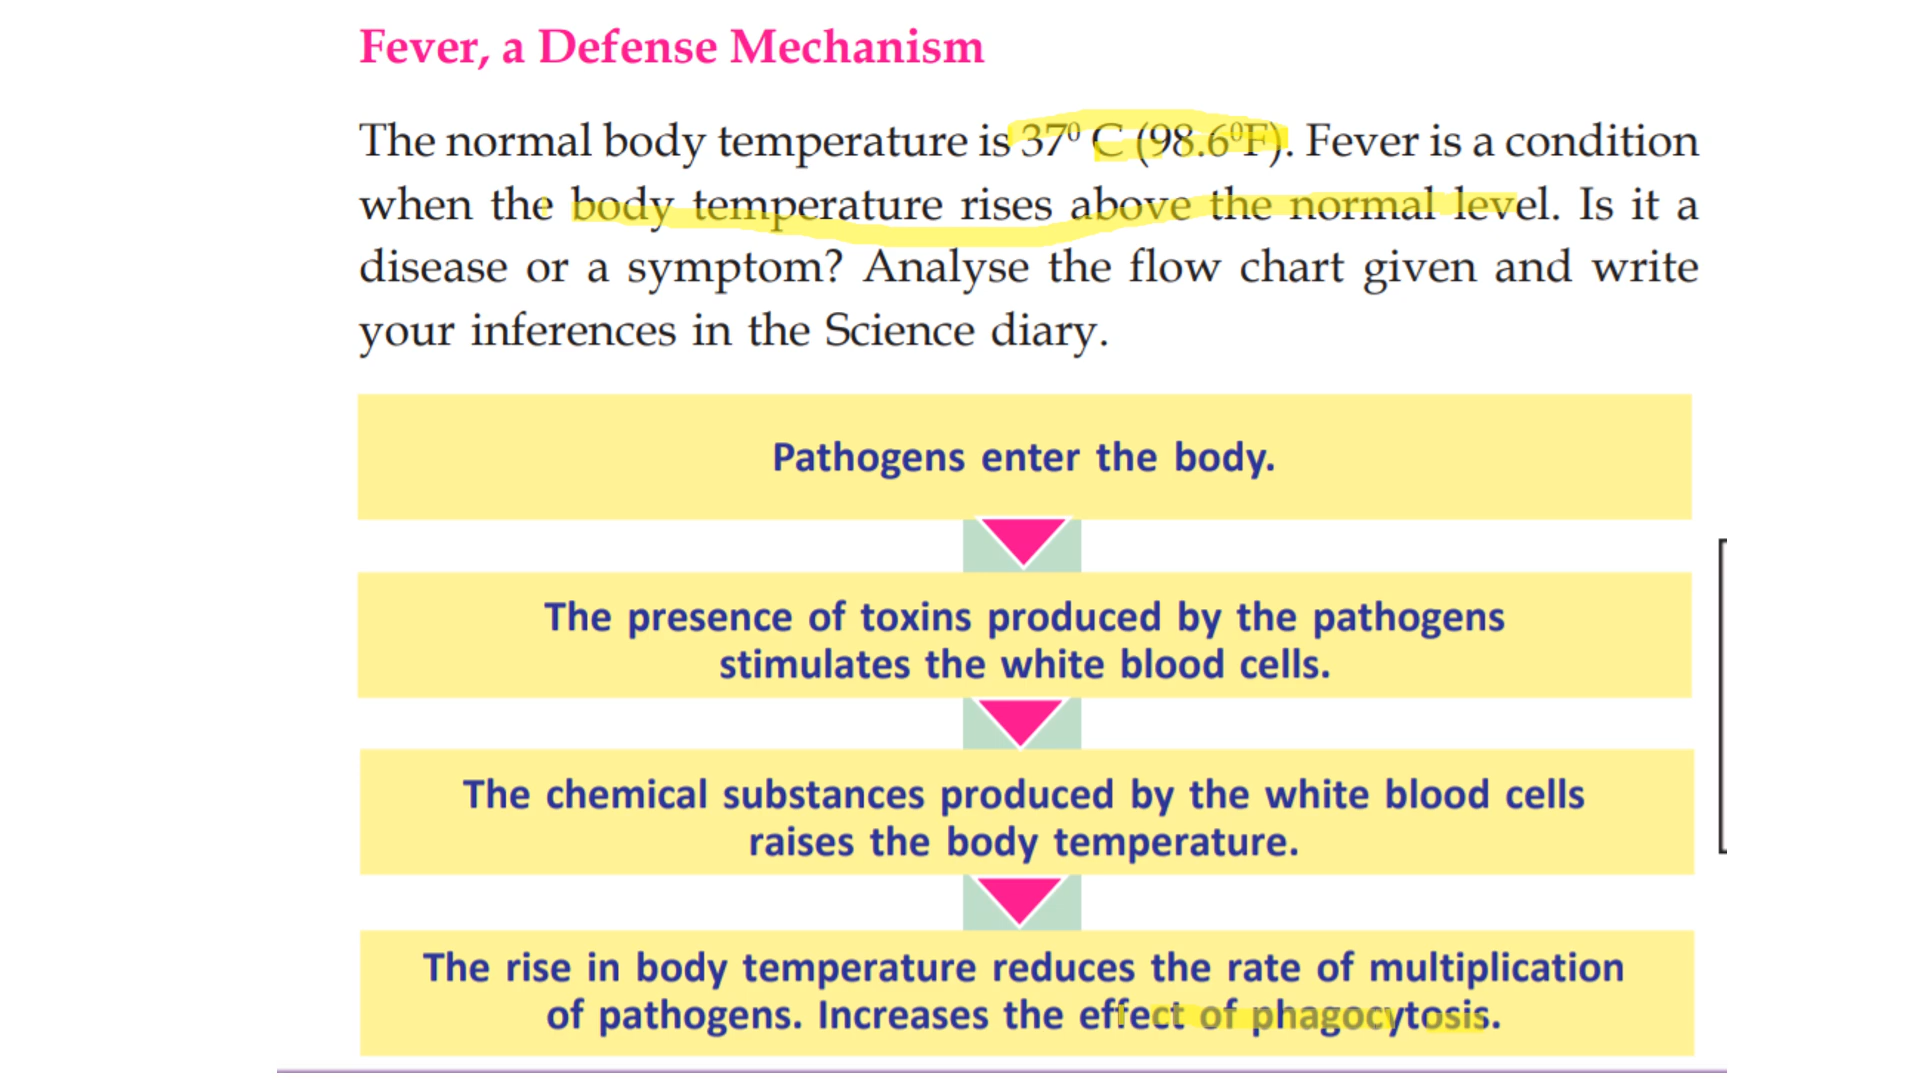 Fever, a Defense Mechanism
The normal body temperature is 37⁰ C (98.6⁰F). Fever is a condition
when the body temperature rises above the normal level. Is it a
disease or a symptom? Analyse the flow chart given and write
your inferences in the Science diary.
Pathogens enter the body.
The presence of toxins produced by the pathogens
stimulates the white blood cells.
The chemical substances produced by the white blood cells
raises the body temperature.
The rise in body temperature reduces the rate of multiplication
of pathogens. Increases the effect of phagocytosis.